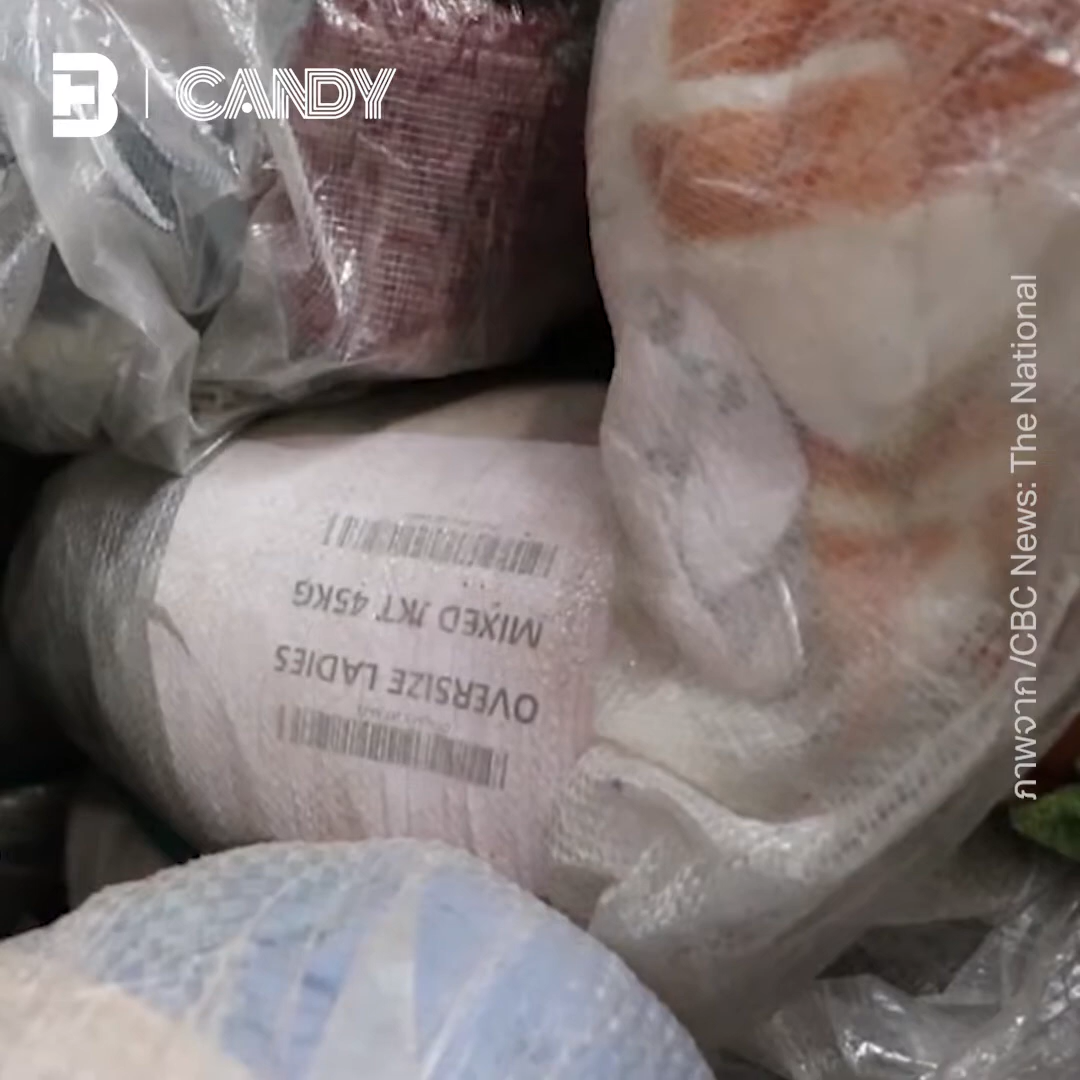 B | CANDY
ภาพจาก /CBC News: The National
OVERSIZE LADIES
MIXED JKT 45KG